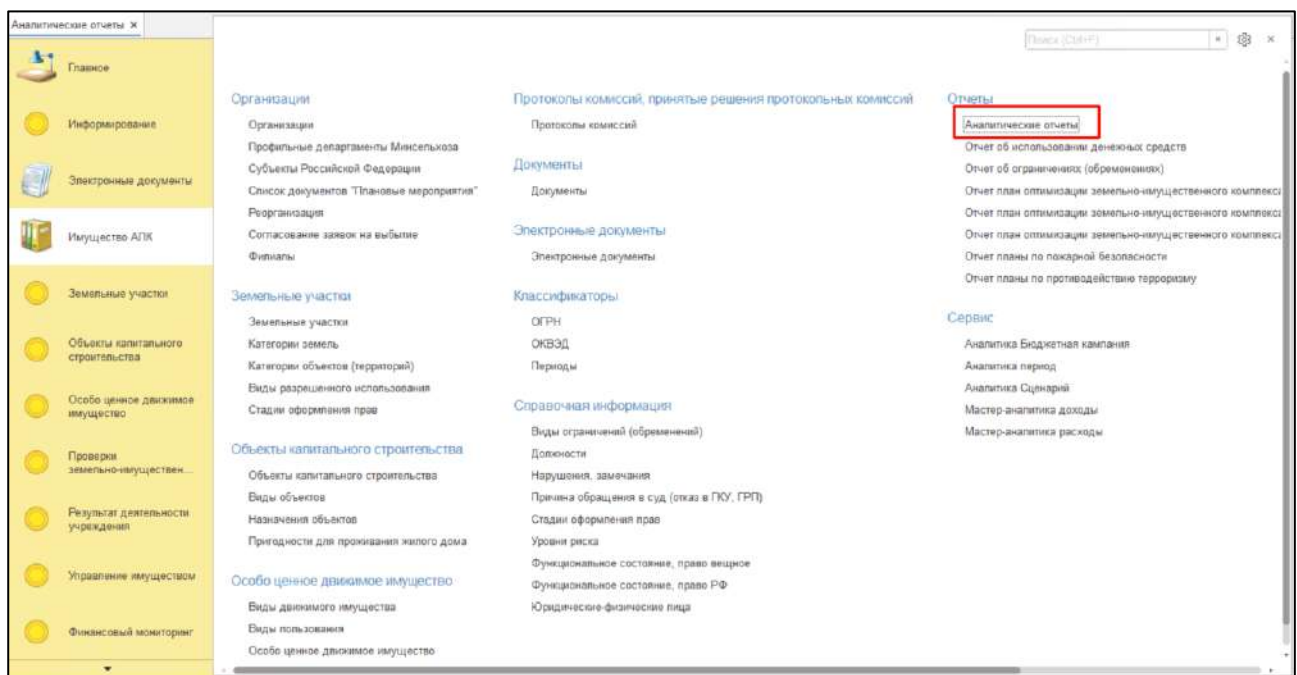 Аналитические отчеты ×
Поиск (Ctrl+F)
Главное
Информирование
Электронные документы
Имущество АПК
Земельные участки
Объекты капитального
строительства
Особо ценное движимое
имущество
Проверки
земельно-имуществен...
Результат деятельности
учреждения
Управление имуществом
Финансовый мониторинг
Организации
Организации
Профильные департаменты Минсельхоза
Субъекты Российской Федерации
Список документов "Плановые мероприятия"
Реорганизация
Согласование заявок на выбытие
Филиалы
Земельные участки
Земельные участки
Категории земель
Категории объектов (территорий)
Виды разрешенного использования
Стадии оформления прав
Объекты капитального строительства
Объекты капитального строительства
Виды объектов
Назначения объектов
Пригодности для проживания жилого дома
Особо ценное движимое имущество
Виды движимого имущества
Виды пользования
Особо ценное движимое имущество
Протоколы комиссий, принятые решения протокольных комиссий
Протоколы комиссий
Документы
Документы
Электронные документы
Электронные документы
Классификаторы
ОГРН
ОКВЭД
Периоды
Справочная информация
Виды ограничений (обременений)
Должности
Нарушения, замечания
Причина обращения в суд (отказ в ГКУ, ГРП)
Стадии оформления прав
Уровни риска
Функциональное состояние, право вещное
Функциональное состояние, право РФ
Юридические-физические лица
Отчеты
Аналитические отчеты
Отчет об использовании денежных средств
Отчет об ограничениях (обременениях)
Отчет план оптимизации земельно-имущественного комплекса
Отчет план оптимизации земельно-имущественного комплекса
Отчет план оптимизации земельно-имущественного комплекса
Отчет планы по пожарной безопасности
Отчет планы по противодействию терроризму
Сервис
Аналитика Бюджетная кампания
Аналитика период
Аналитика Сценарий
Мастер-аналитика доходы
Мастер-аналитика расходы